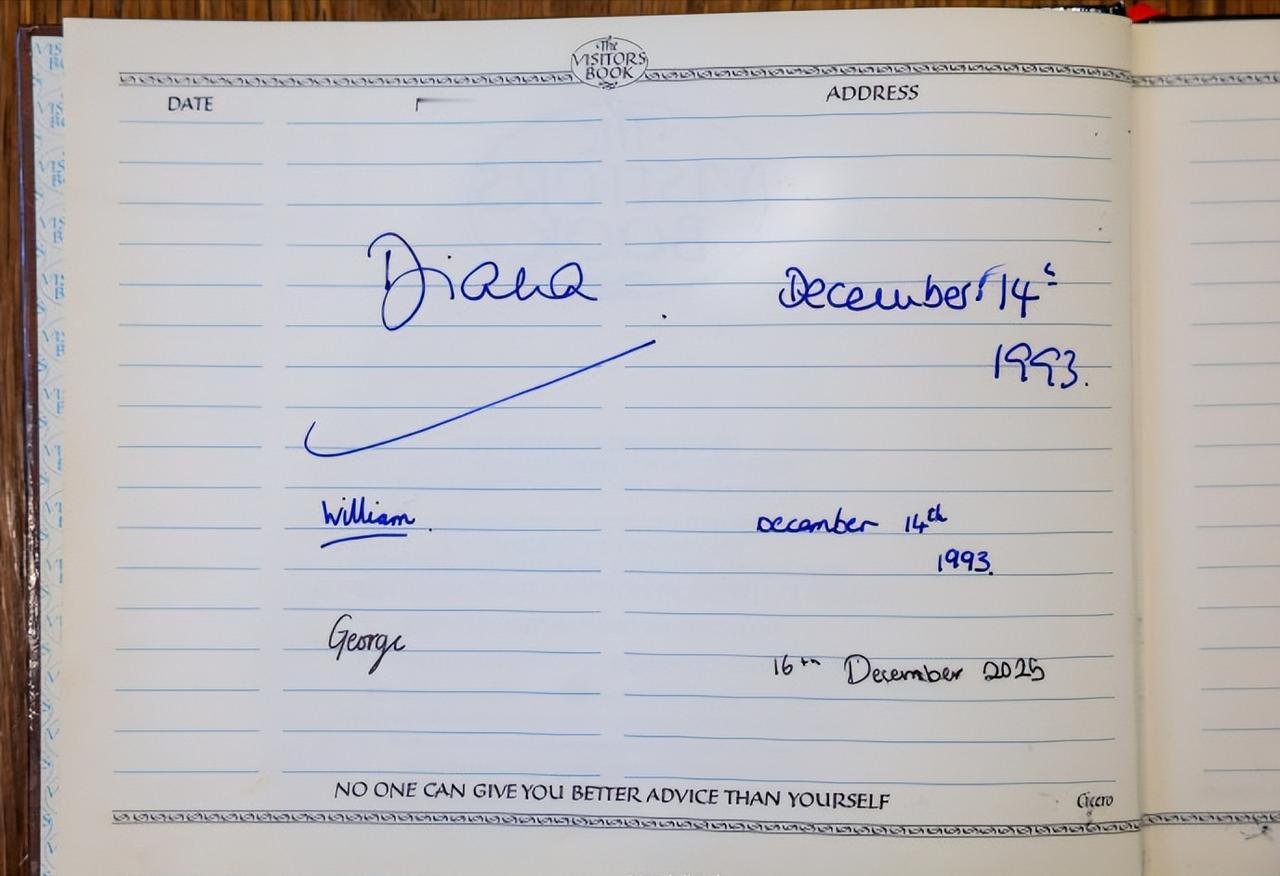 The
VISITORS
BOOK
DATE
ADDRESS
Diana
December 14
1993.
William.
December 14th
1993.
George
16th December 2025
NO ONE CAN GIVE YOU BETTER ADVICE THAN YOURSELF
Cicero